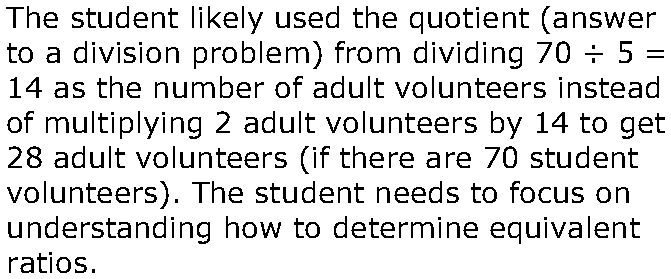 The student likely used the quotient (answer
to a division problem) from dividing 70 ÷ 5 =
14 as the number of adult volunteers instead
of multiplying 2 adult volunteers by 14 to get
28 adult volunteers (if there are 70 student
volunteers). The student needs to focus on
understanding how to determine equivalent
ratios.